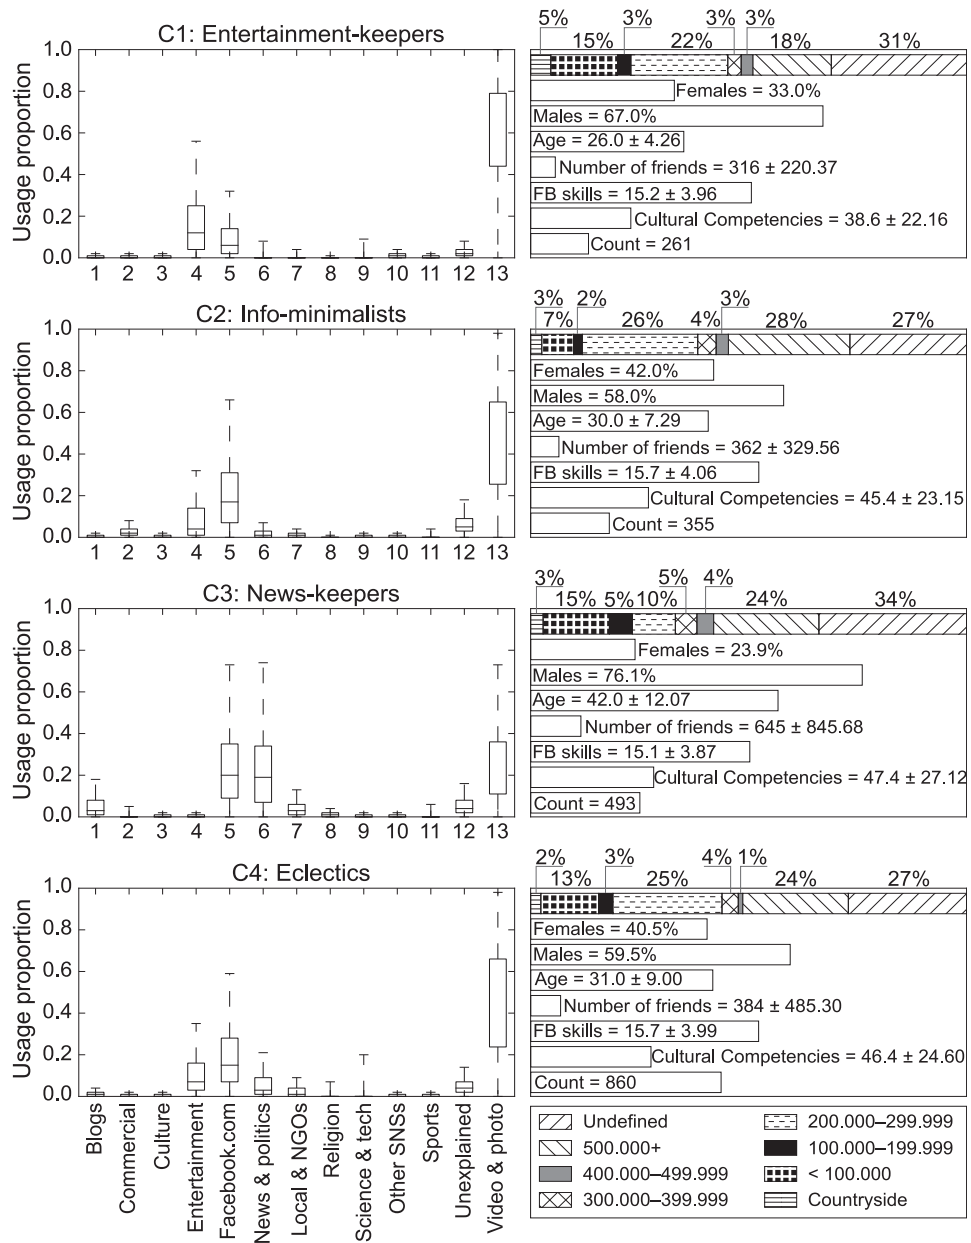 C1: Entertainment-keepers
Usage proportion
1.0
0.8
0.6
0.4
0.2
0.0
1 2 3 4 5 6 7 8 9 10 11 12 13
5% 3% 3% 3%
15% 22% 18% 31%
Females = 33.0%
Males = 67.0%
Age = 26.0 ± 4.26
Number of friends = 316 ± 220.37
FB skills = 15.2 ± 3.96
Cultural Competencies = 38.6 ± 22.16
Count = 261
C2: Info-minimalists
Usage proportion
1.0
0.8
0.6
0.4
0.2
0.0
1 2 3 4 5 6 7 8 9 10 11 12 13
3% 2% 3%
7% 26% 4% 28% 27%
Females = 42.0%
Males = 58.0%
Age = 30.0 ± 7.29
Number of friends = 362 ± 329.56
FB skills = 15.7 ± 4.06
Cultural Competencies = 45.4 ± 23.15
Count = 355
C3: News-keepers
Usage proportion
1.0
0.8
0.6
0.4
0.2
0.0
1 2 3 4 5 6 7 8 9 10 11 12 13
3% 5% 4%
15% 5% 10% 24% 34%
Females = 23.9%
Males = 76.1%
Age = 42.0 ± 12.07
Number of friends = 645 ± 845.68
FB skills = 15.1 ± 3.87
Cultural Competencies = 47.4 ± 27.12
Count = 493
C4: Eclectics
Usage proportion
1.0
0.8
0.6
0.4
0.2
0.0
Blogs
Commercial
Culture
Entertainment
Facebook.com
News & politics
Local & NGOs
Religion
Science & tech
Other SNSs
Sports
Unexplained
Video & photo
2% 3% 4% 1%
13% 25% 24% 27%
Females = 40.5%
Males = 59.5%
Age = 31.0 ± 9.00
Number of friends = 384 ± 485.30
FB skills = 15.7 ± 3.99
Cultural Competencies = 46.4 ± 24.60
Count = 860
Undefined
500.000+
400.000–499.999
300.000–399.999
200.000–299.999
100.000–199.999
< 100.000
Countryside